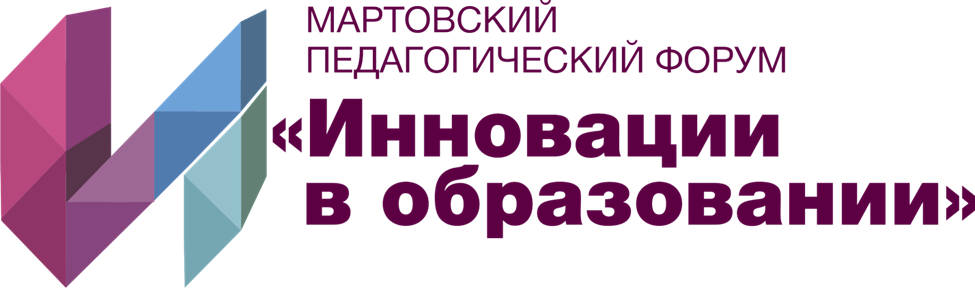 МАРТОВСКИЙ
ПЕДАГОГИЧЕСКИЙ ФОРУМ
«Инновации
в образовании»